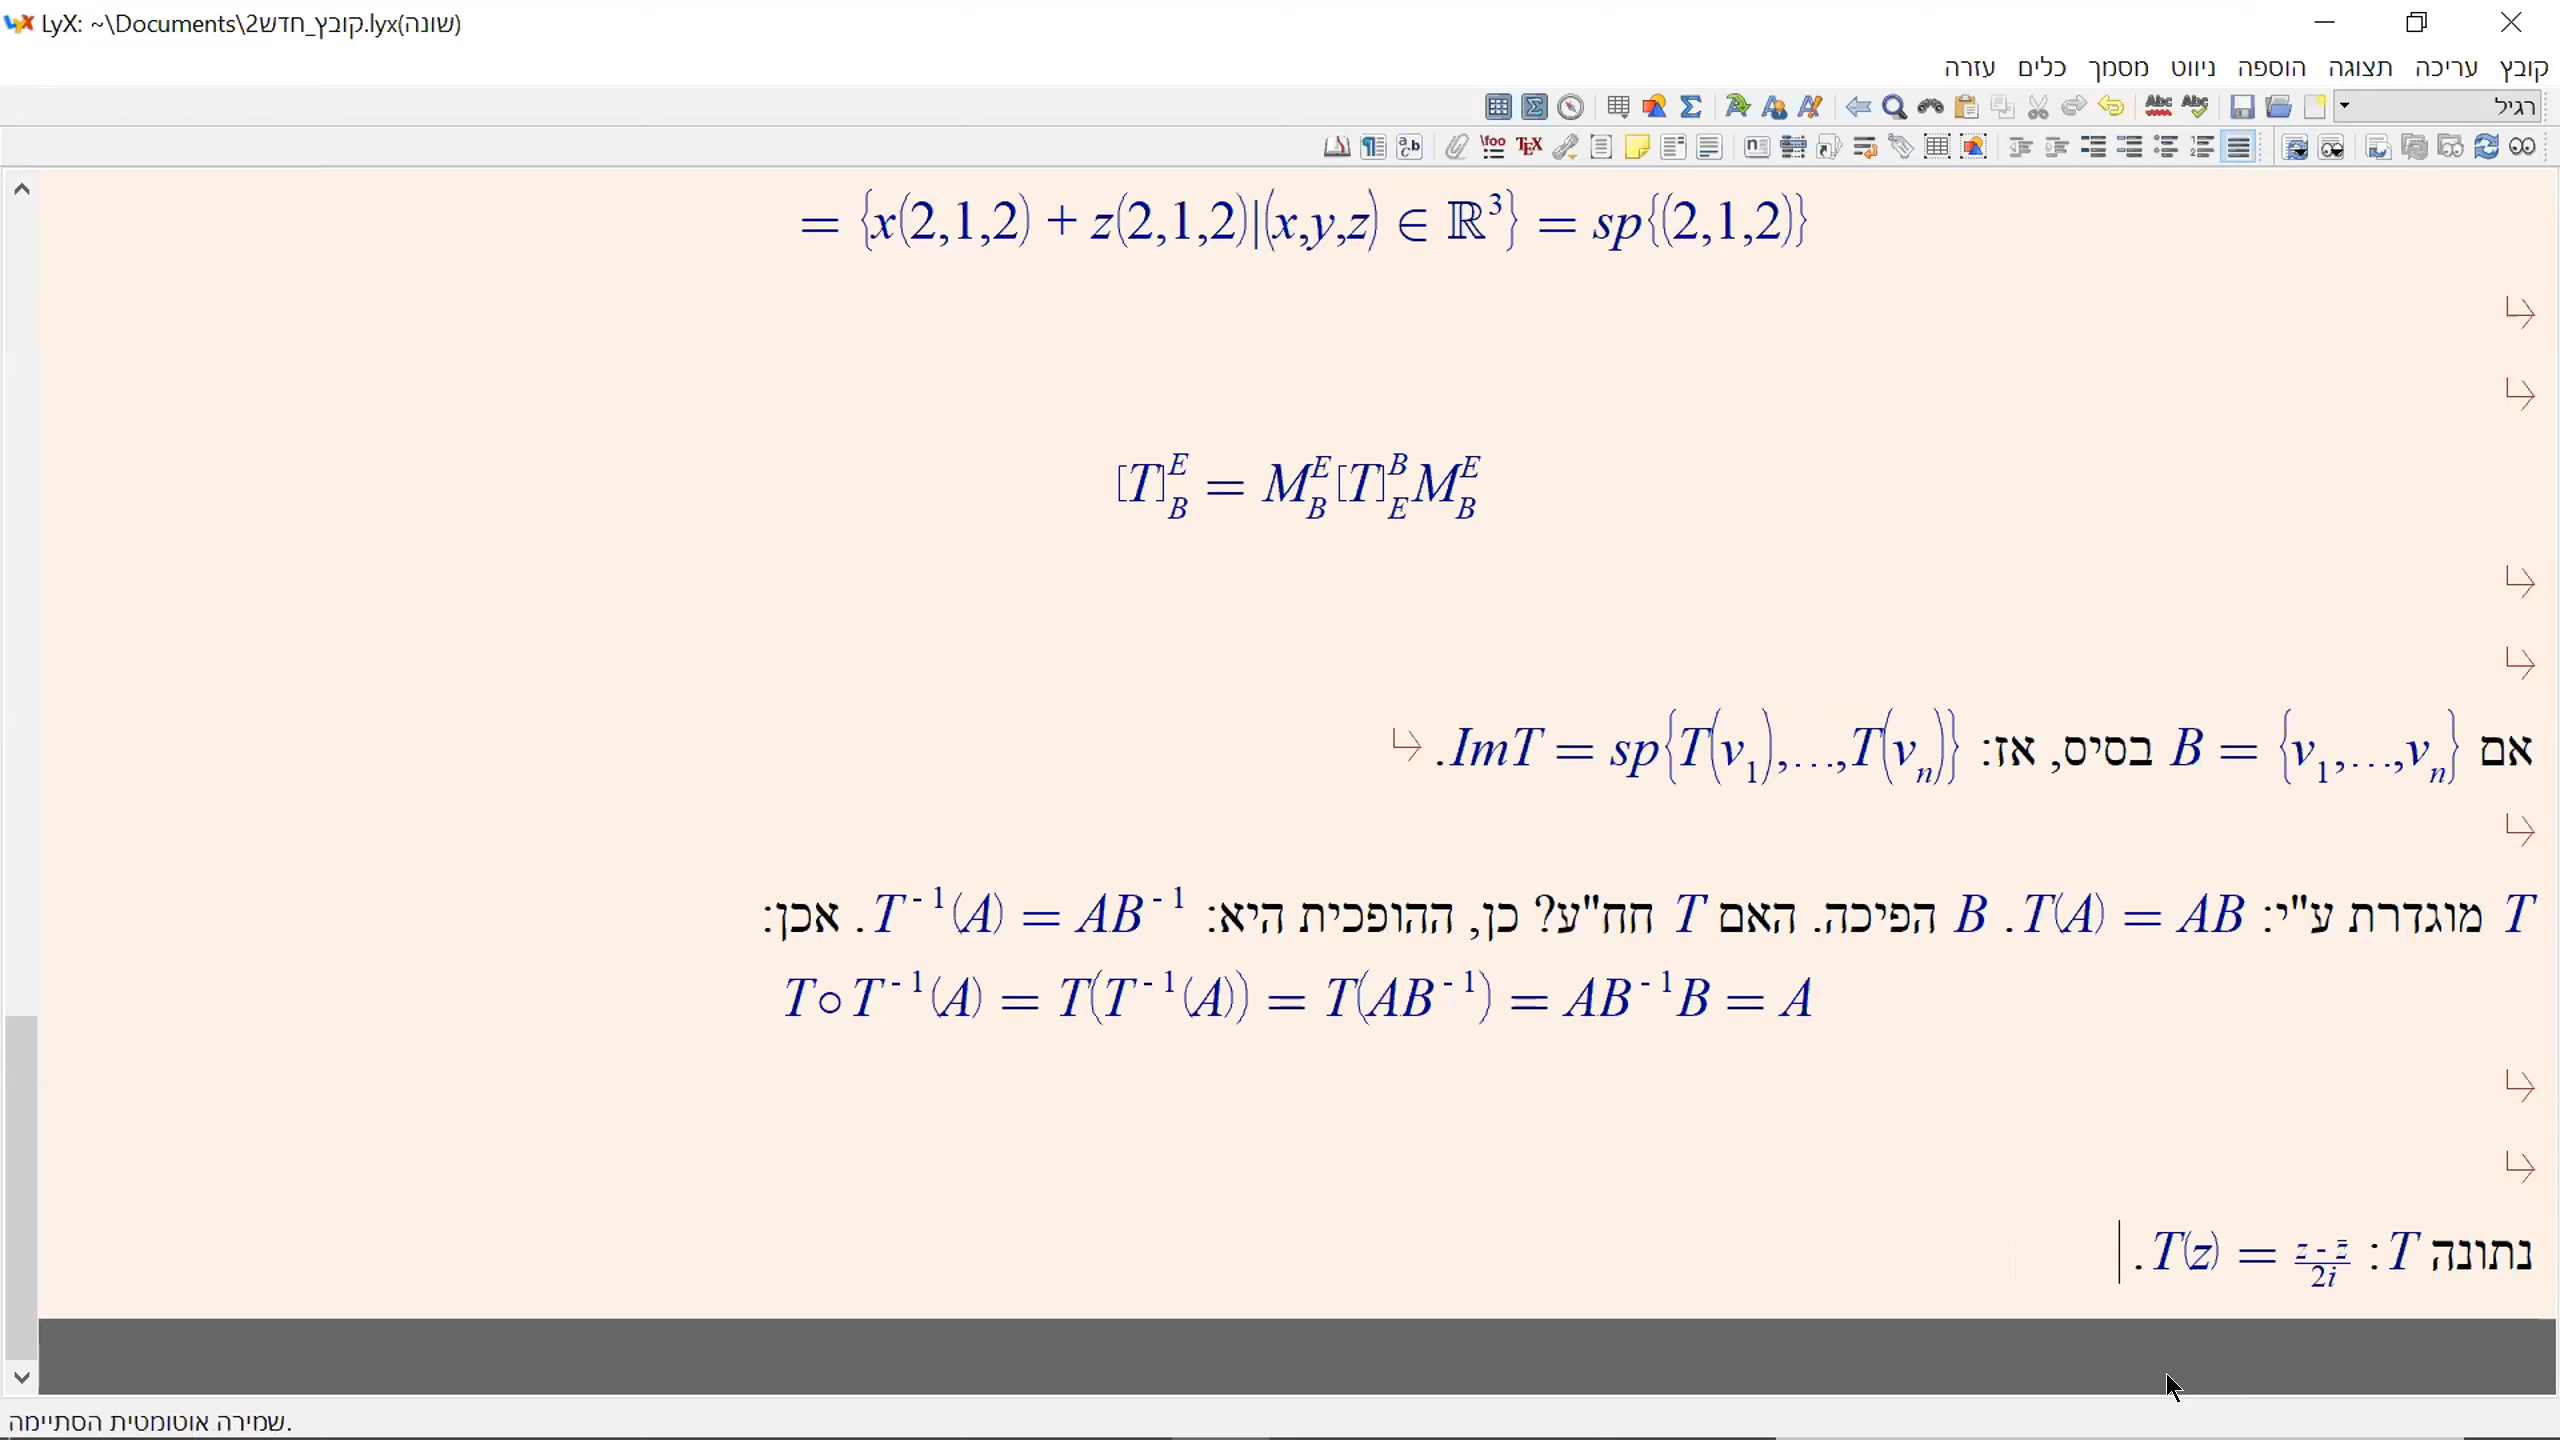 LyX: ~\Documents\2קובץ_חדש.lyx(שונה)
קובץ עריכה תצוגה הוספה ניווט מסמך כלים עזרה
רגיל
= {x(2,1,2) + z(2,1,2)|(x,y,z) ∈ ℝ³} = sp{(2,1,2)}
[T]_B^E = M_B^E [T]_E^B M_B^E
אם B = {v₁,…,vₙ} בסיס, אז: ImT = sp{T(v₁),…,T(vₙ)}.
T מוגדרת ע"י: T(A) = AB. B הפיכה. האם T חח"ע? כן, ההופכית היא: T⁻¹(A) = AB⁻¹. אכן:
T∘T⁻¹(A) = T(T⁻¹(A)) = T(AB⁻¹) = AB⁻¹B = A
נתונה T: T(z) = (z - z̄)/2i.
שמירה אוטומטית הסתיימה.